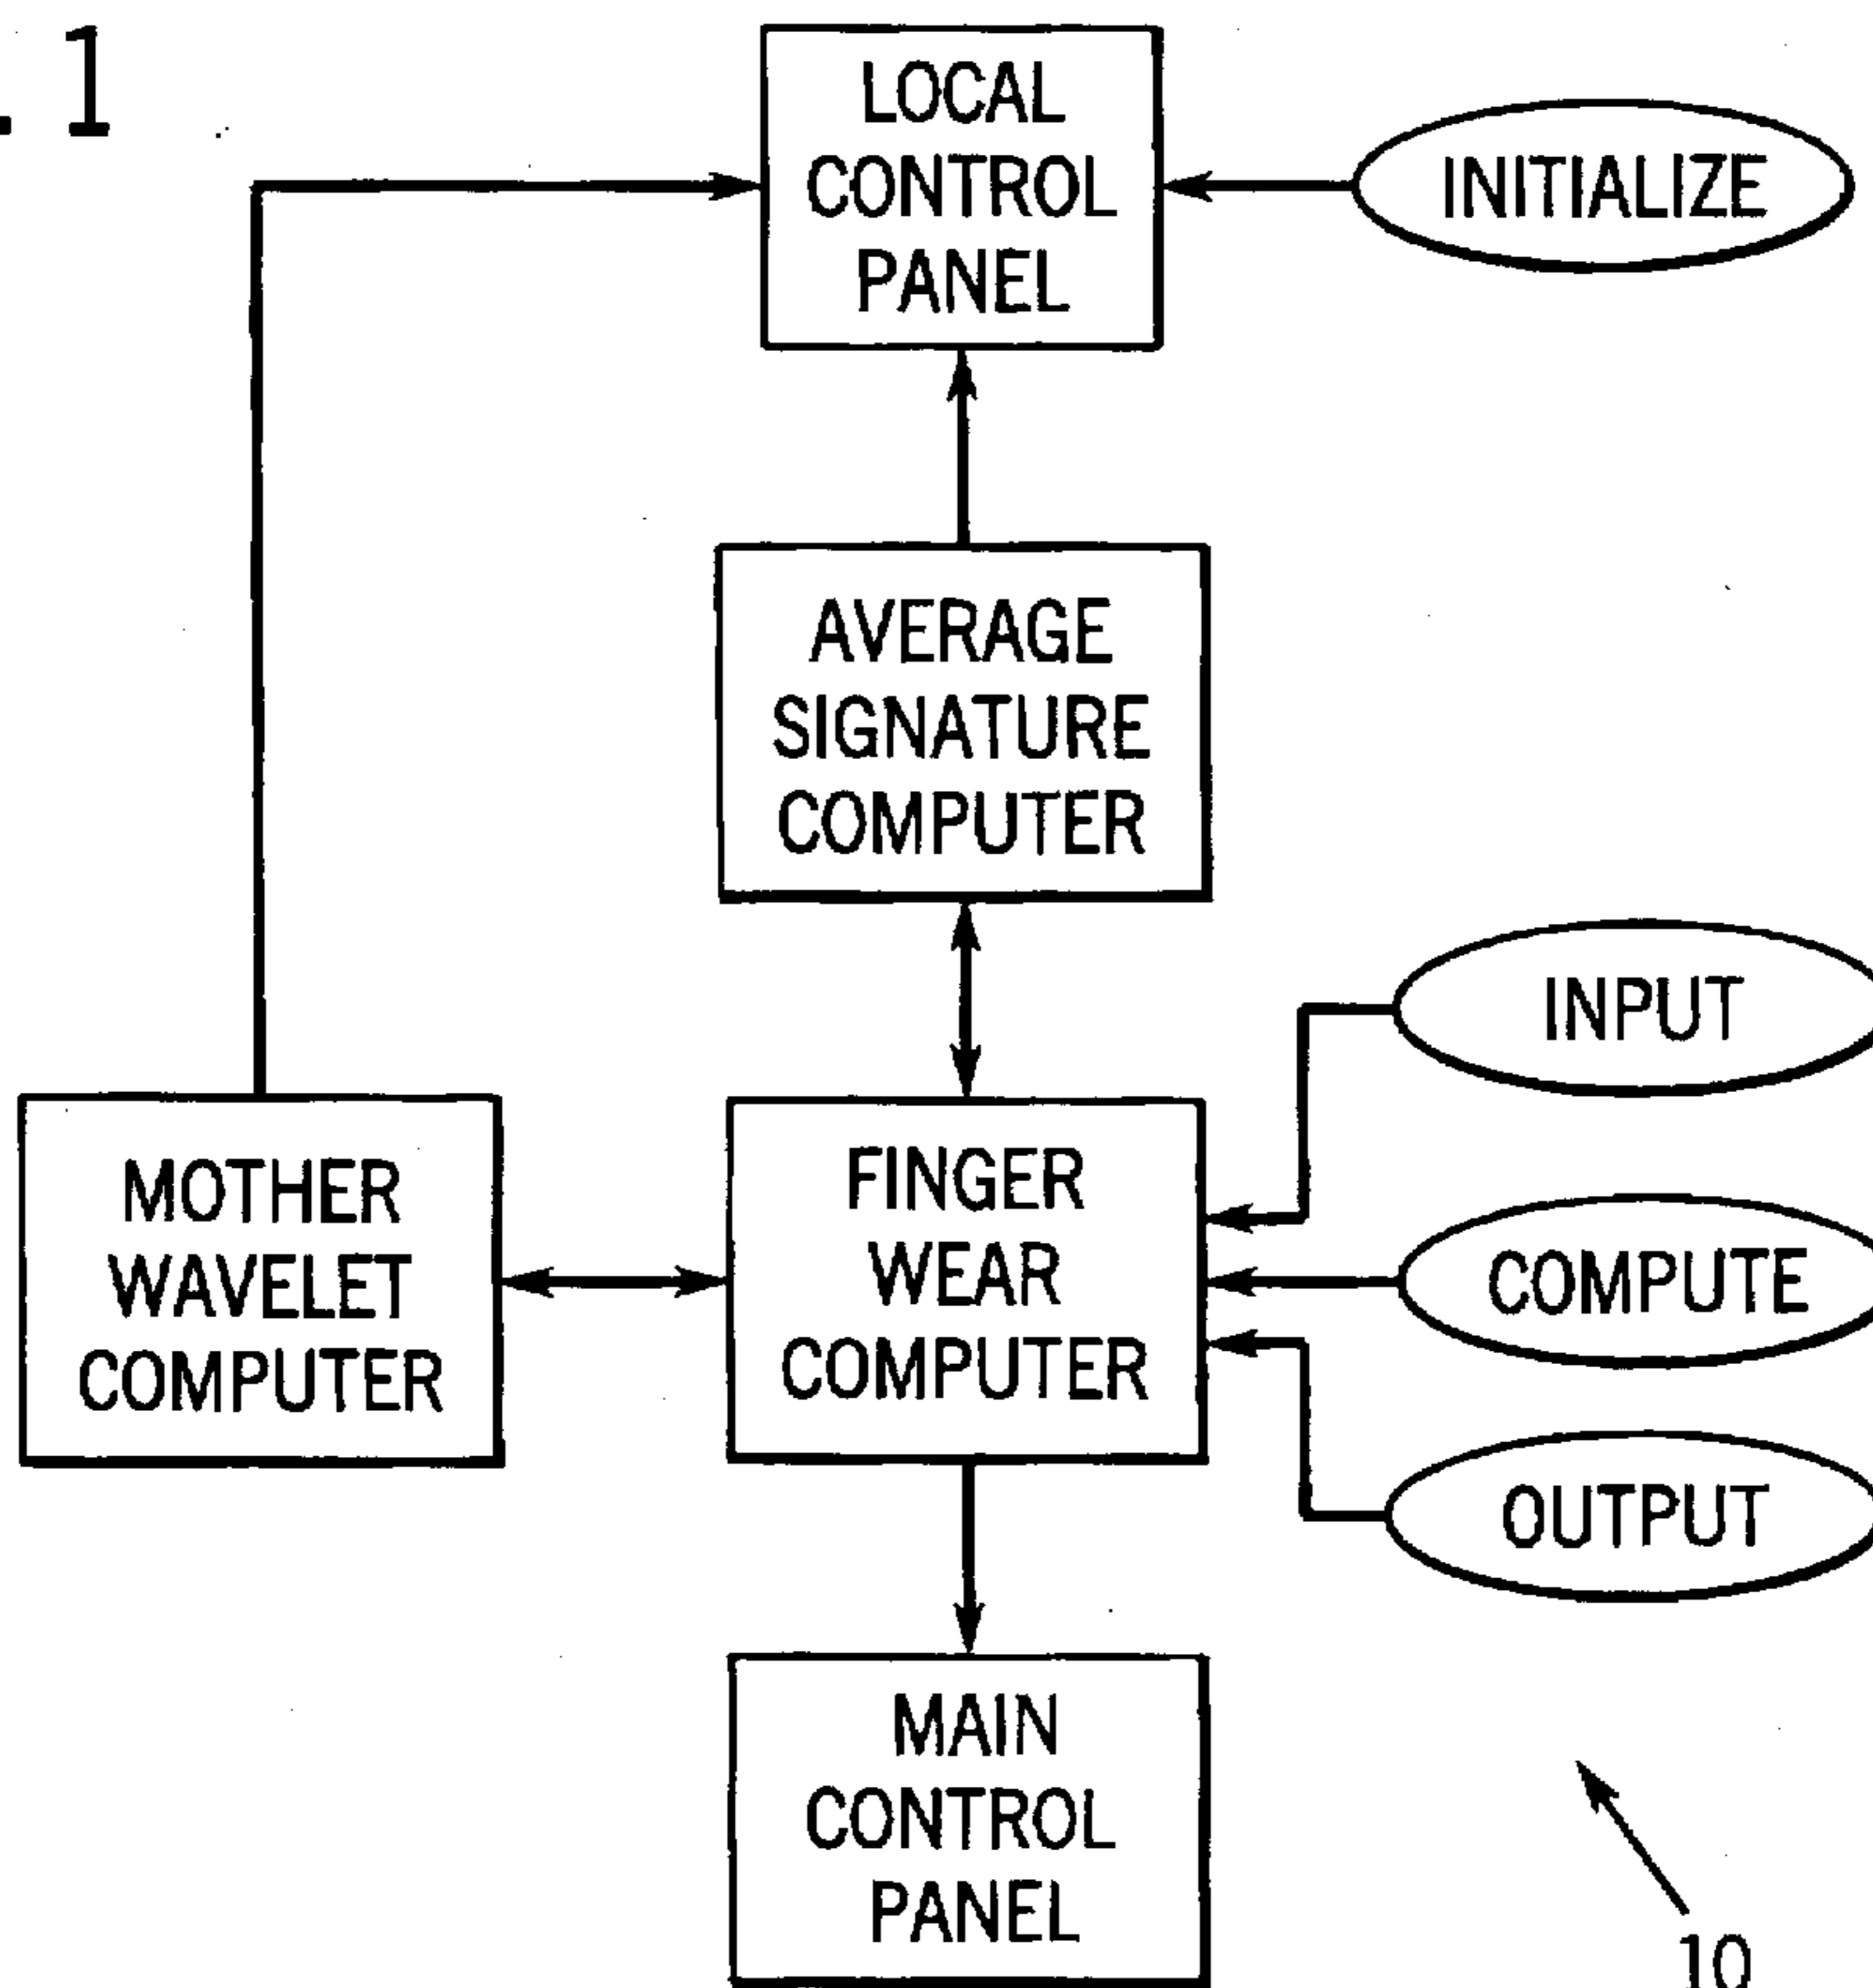 . 1
LOCAL
CONTROL
PANEL
INITIALIZE
AVERAGE
SIGNATURE
COMPUTER
INPUT
MOTHER
WAVELET
COMPUTER
FINGER
WEAR
COMPUTER
COMPUTE
OUTPUT
MAIN
CONTROL
PANEL
10